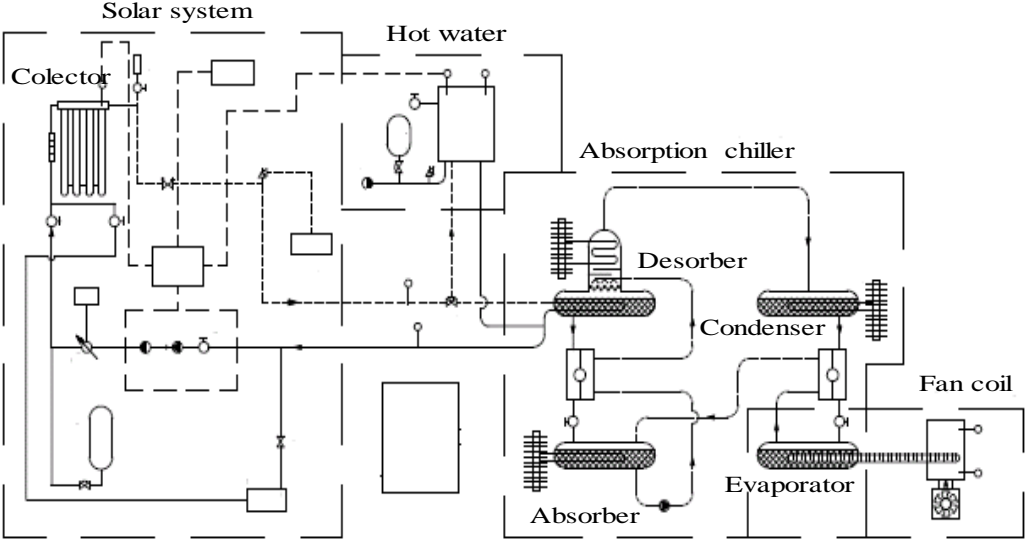 Solar system
Hot water
Colector
Absorption chiller
Desorber
Condenser
Fan coil
Evaporator
Absorber